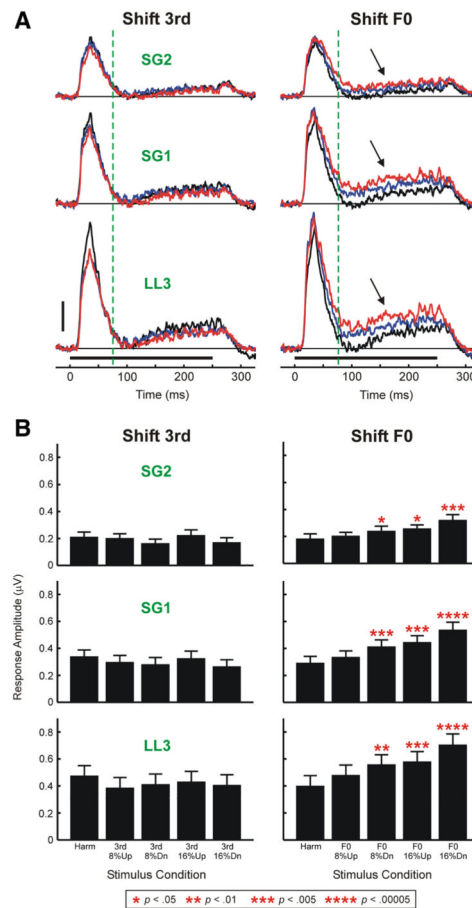 A
Shift 3rd
Shift F0
SG2
SG1
LL3
0 100 200 300
0 100 200 300
Time (ms)
Time (ms)
B
Shift 3rd
Shift F0
Response Amplitude (µV)
0.8
0.6
0.4
0.2
0
SG2
* * ***
0.8
0.6
0.4
0.2
0
SG1
*** *** ****
0.8
0.6
0.4
0.2
0
LL3
** *** ****
Harm 3rd 3rd 3rd 3rd
8%Up 8%Dn 16%Up 16%Dn
Harm F0 F0 F0 F0
8%Up 8%Dn 16%Up 16%Dn
Stimulus Condition
Stimulus Condition
* p < .05 ** p < .01 *** p < .005 **** p < .00005